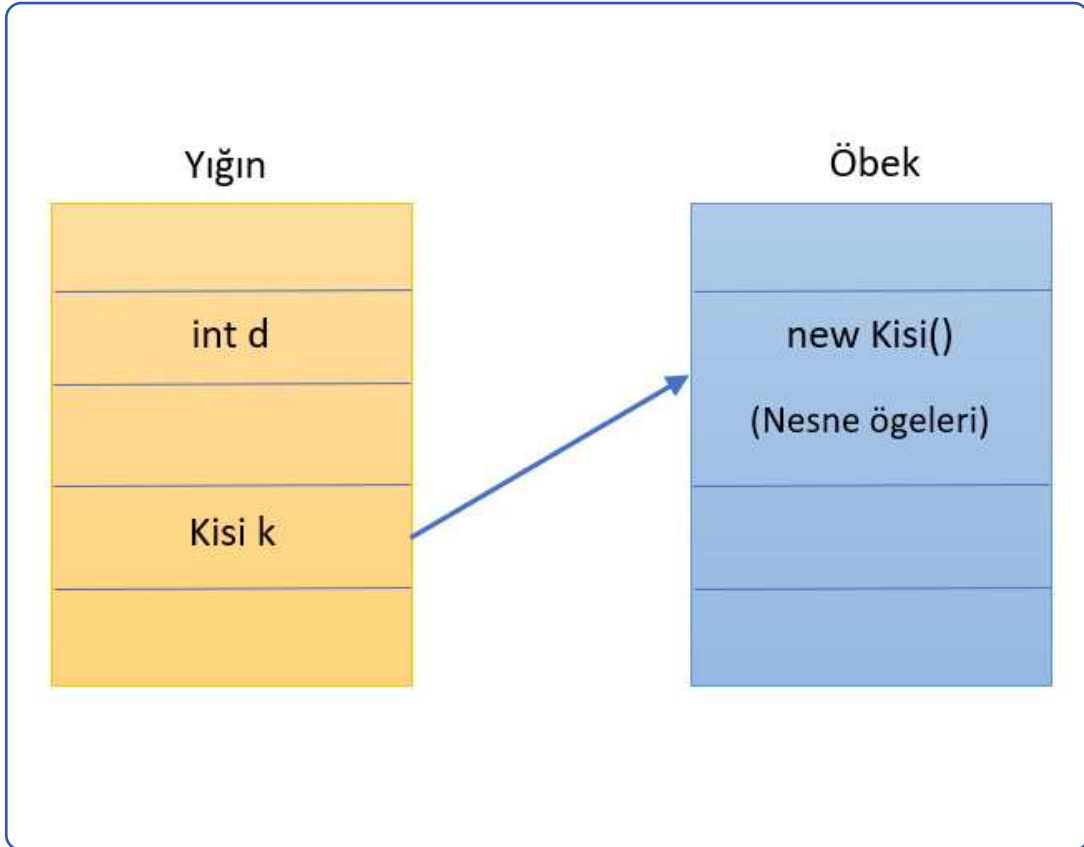 Yığın
Öbek
int d
new Kisi()
(Nesne ögeleri)
Kisi k